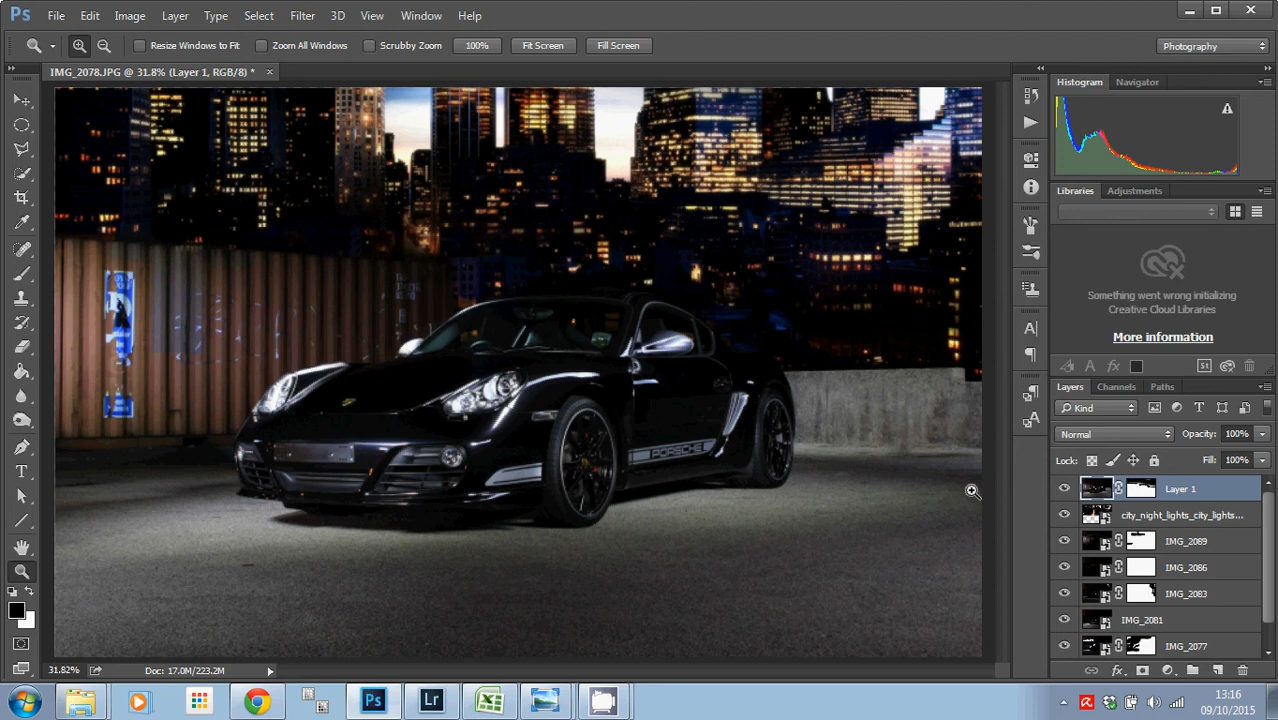 Ps File Edit Image Layer Type Select Filter 3D View Window Help
Resize Windows to Fit Zoom All Windows Scrubby Zoom 100% Fit Screen Fill Screen Photography
IMG_2078.JPG @ 31.8% (Layer 1, RGB/8) *
Histogram Navigator
Libraries Adjustments
Something went wrong initializing
Creative Cloud Libraries
More information
St
Layers Channels Paths
Kind
Normal Opacity: 100%
Lock: Fill: 100%
Layer 1
city_night_lights_city_lights...
IMG_2089
IMG_2086
IMG_2083
IMG_2081
IMG_2077
PORSCHE
31.82% Doc: 17.0M/223.2M
Ps Lr
13:16
09/10/2015